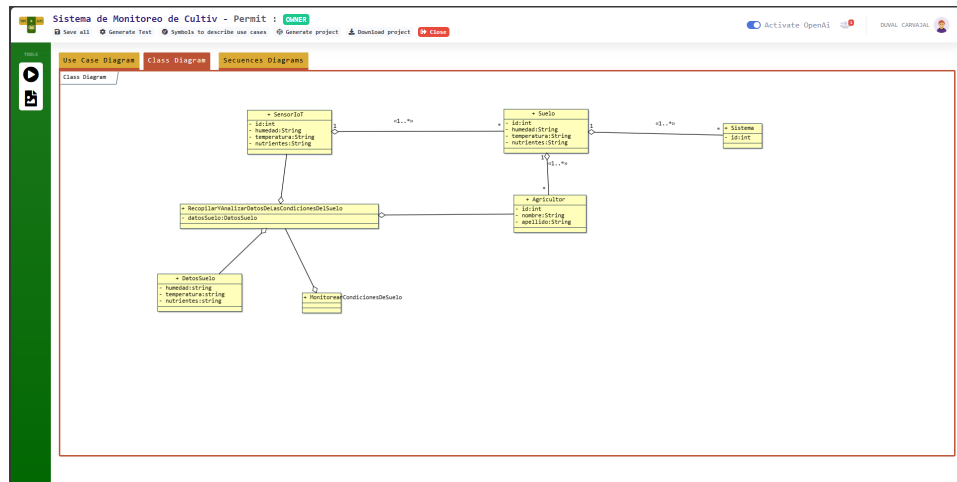 Sistema de Monitoreo de Cultiv - Permit : OWNER
Save all Generate Text Symbols to describe use cases Generate project Download project Close
Activate OpenAi
DUVAL CARVAJAL
TOOLS
Use Case Diagram Class Diagram Secuences Diagrams
Class Diagram
+ SensorIoT
- id:int
- humedad:String
- temperatura:String
- nutrientes:String
1 «1..*» *
+ Suelo
- id:int
- humedad:String
- temperatura:String
- nutrientes:String
1 «1..*» *
+ Sistema
- id:int
1 «1..*»
*
+ Agricultor
- id:int
- nombre:String
- apellido:String
+ RecopilarYAnalizarDatosDeLasCondicionesDelSuelo
- datosSuelo:DatosSuelo
+ DatosSuelo
- humedad:string
- temperatura:string
- nutrientes:string
+ MonitorearCondicionesDeSuelo